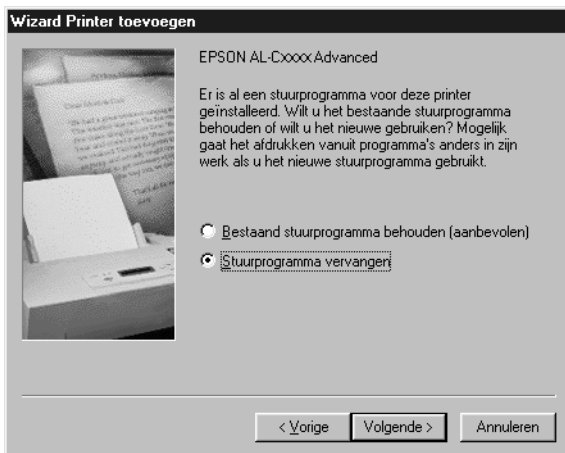 Wizard Printer toevoegen
EPSON AL-Cxxxx Advanced
Er is al een stuurprogramma voor deze printer
geïnstalleerd. Wilt u het bestaande stuurprogramma
behouden of wilt u het nieuwe gebruiken? Mogelijk
gaat het afdrukken vanuit programma's anders in zijn
werk als u het nieuwe stuurprogramma gebruikt.
Bestaand stuurprogramma behouden (aanbevolen)
Stuurprogramma vervangen
< Vorige
Volgende >
Annuleren